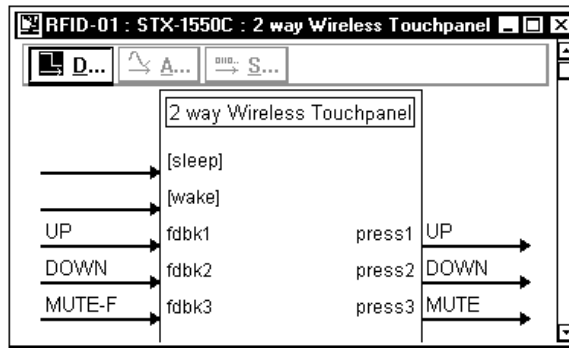 RFID-01 : STX-1550C : 2 way Wireless Touchpanel
D... A... S...
2 way Wireless Touchpanel
[sleep]
[wake]
UP fdbk1 press1 UP
DOWN fdbk2 press2 DOWN
MUTE-F fdbk3 press3 MUTE